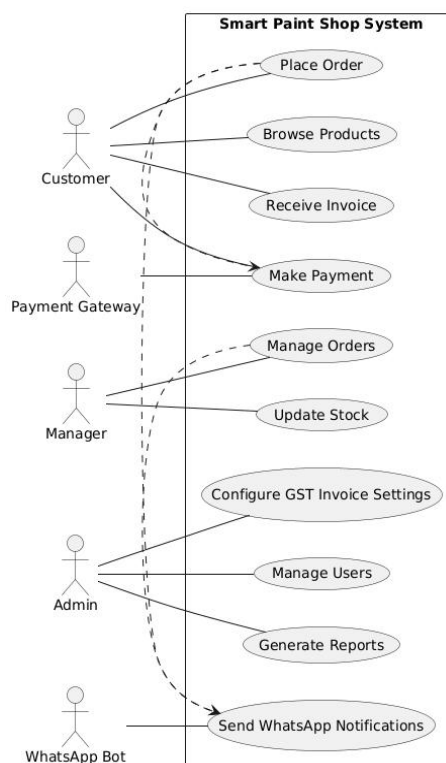 Smart Paint Shop System
Place Order
Browse Products
Customer
Receive Invoice
Make Payment
Payment Gateway
Manage Orders
Manager
Update Stock
Configure GST Invoice Settings
Admin
Manage Users
Generate Reports
Send WhatsApp Notifications
WhatsApp Bot